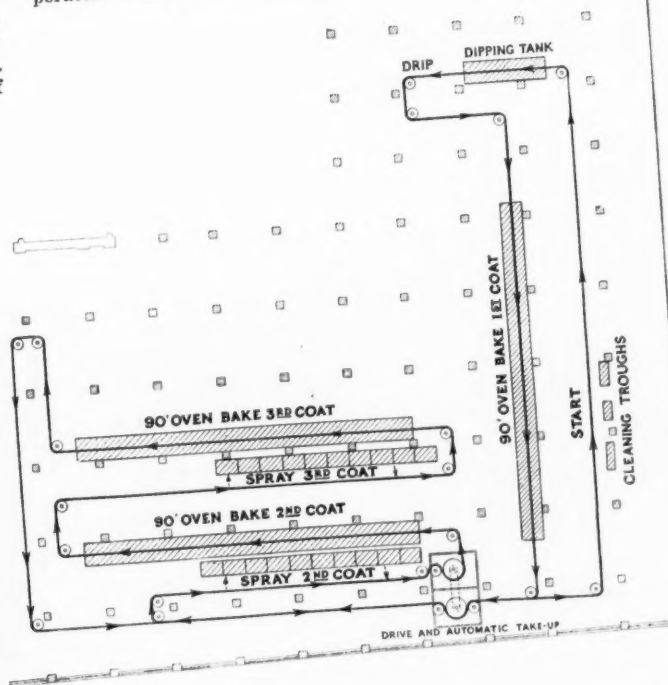 DIPPING TANK
DRIP
90' OVEN BAKE 1ST COAT
START
CLEANING TROUGHS
90' OVEN BAKE 3RD COAT
SPRAY 3RD COAT
90' OVEN BAKE 2ND COAT
SPRAY 2ND COAT
DRIVE AND AUTOMATIC TAKE-UP